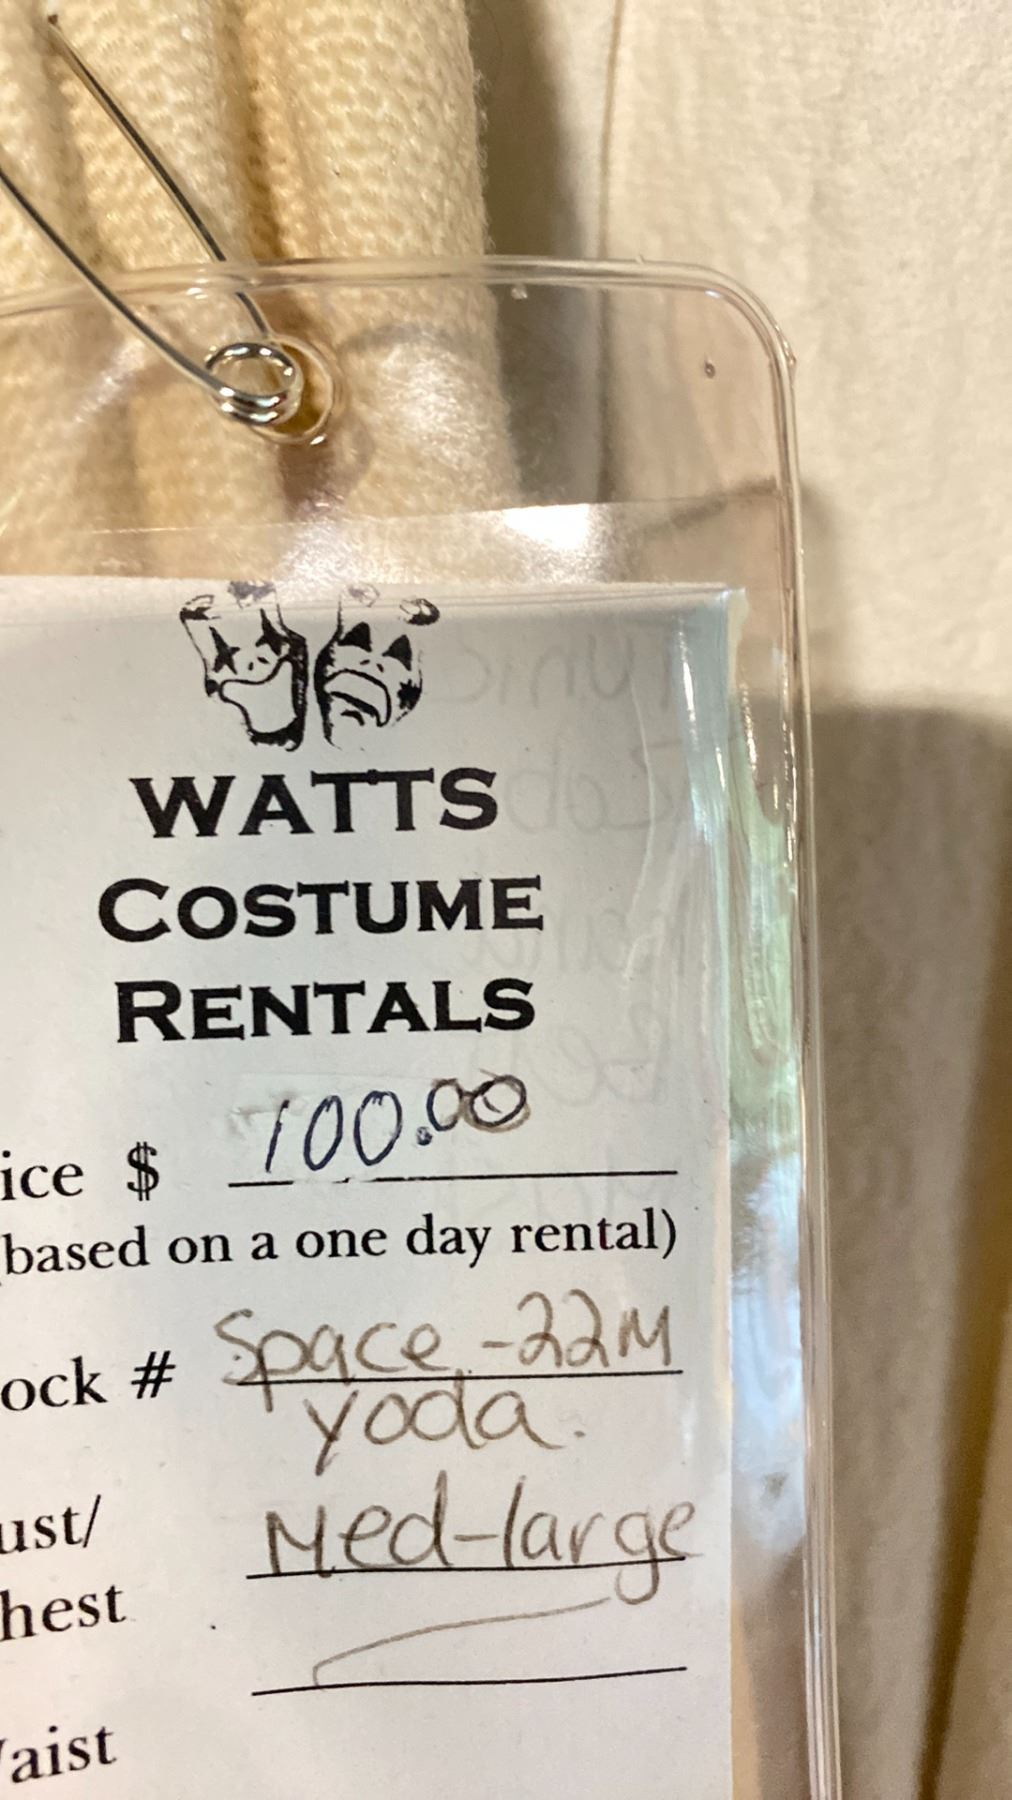 WATTS
COSTUME
RENTALS
ice $ 100.00
(based on a one day rental)
ock # Space-22M
yoda.
ust/ Med-large
hest
aist